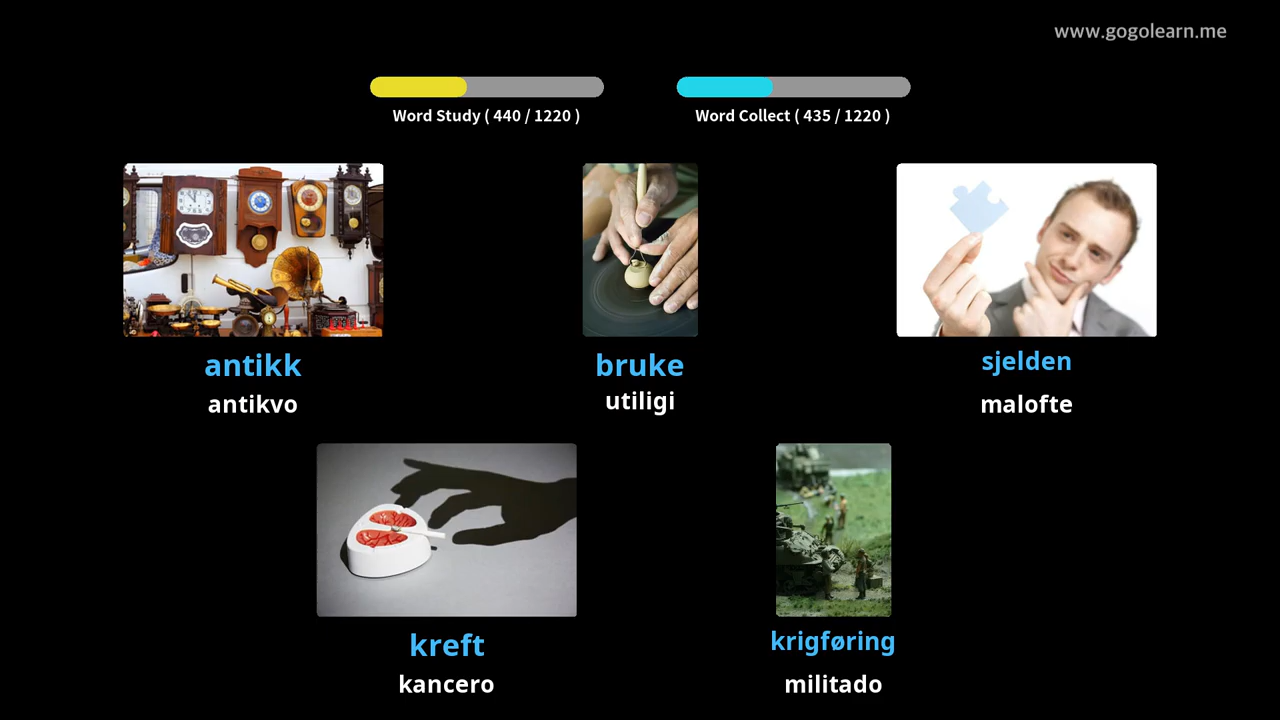 www.gogolearn.me
Word Study ( 440 / 1220 )
Word Collect ( 435 / 1220 )
antikk
bruke
sjelden
antikvo
utiligi
malofte
kreft
krigføring
kancero
militado